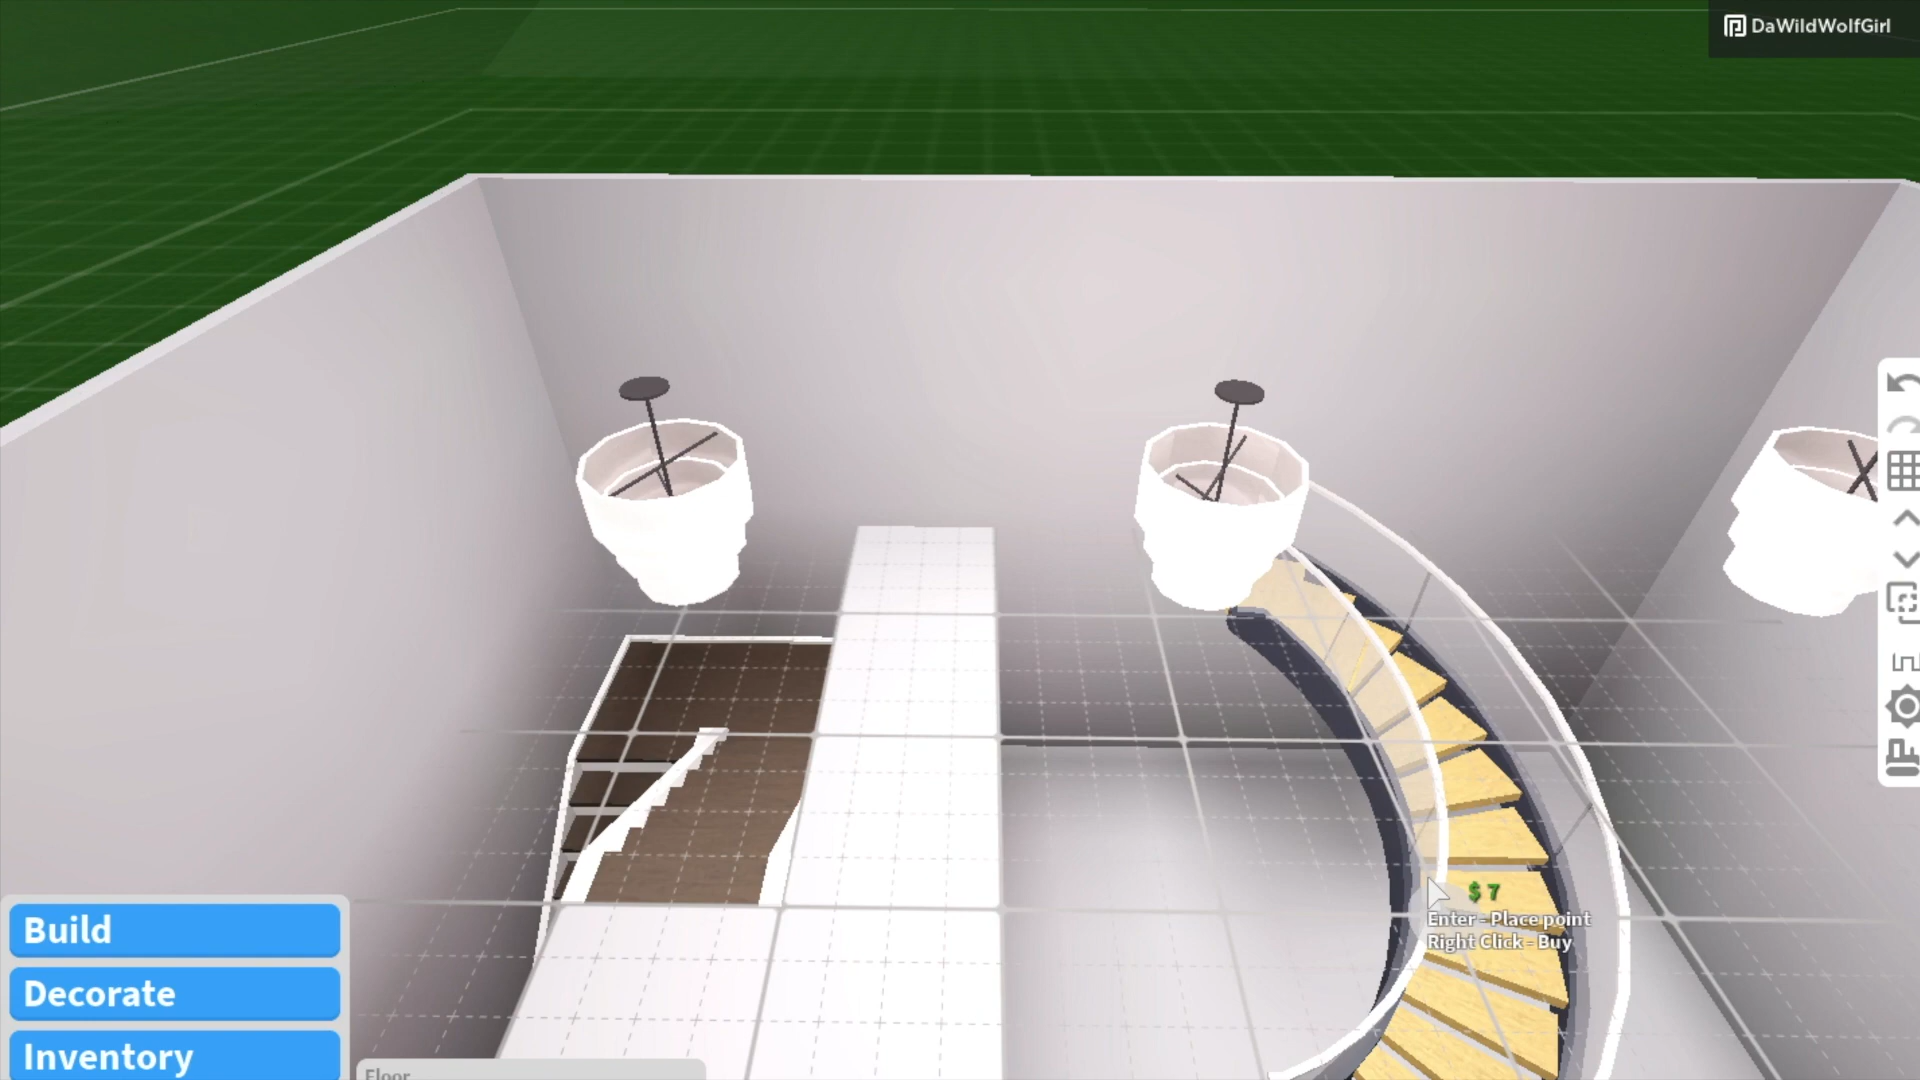 DaWildWolfGirl
$ 7
Enter - Place point
Right Click - Buy
Build
Decorate
Inventory
Floor